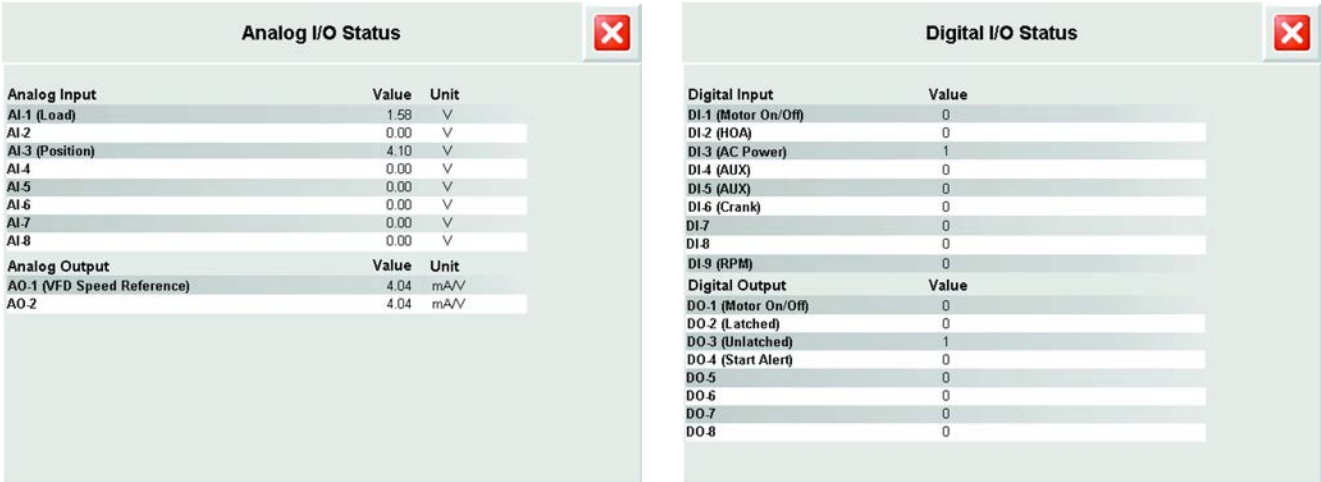 Analog I/O Status
Analog Input Value Unit
AI-1 (Load) 1.58 V
AI-2 0.00 V
AI-3 (Position) 4.10 V
AI-4 0.00 V
AI-5 0.00 V
AI-6 0.00 V
AI-7 0.00 V
AI-8 0.00 V
Analog Output Value Unit
AO-1 (VFD Speed Reference) 4.04 mA/V
AO-2 4.04 mA/V
Digital I/O Status
Digital Input Value
DI-1 (Motor On/Off) 0
DI-2 (HOA) 0
DI-3 (AC Power) 1
DI-4 (AUX) 0
DI-5 (AUX) 0
DI-6 (Crank) 0
DI-7 0
DI-8 0
DI-9 (RPM) 0
Digital Output Value
DO-1 (Motor On/Off) 0
DO-2 (Latched) 0
DO-3 (Unlatched) 1
DO-4 (Start Alert) 0
DO-5 0
DO-6 0
DO-7 0
DO-8 0